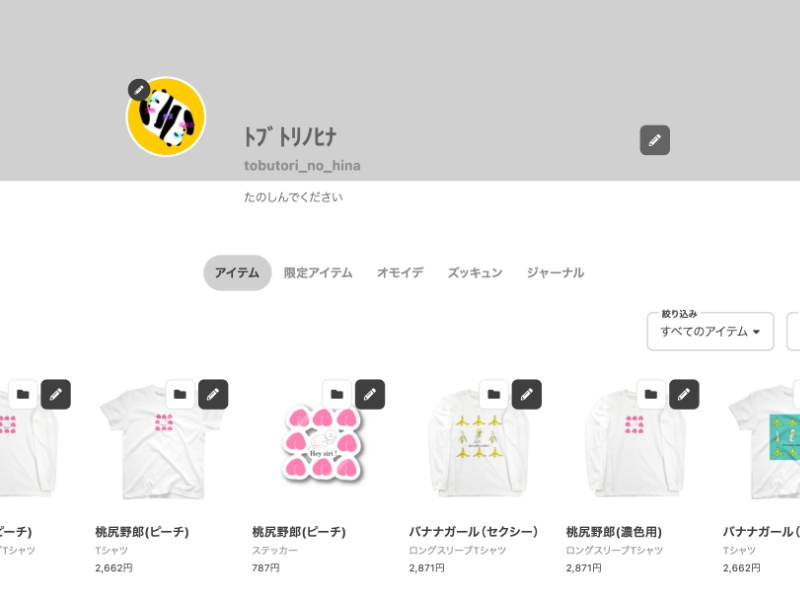 ﾄﾌﾞﾄﾘﾉﾋﾅ
tobutori_no_hina
たのしんでください
アイテム 限定アイテム オモイデ ズッキュン ジャーナル
絞り込み
すべてのアイテム
Hey siri !
ピーチ) 桃尻野郎(ピーチ) 桃尻野郎(ピーチ) バナナガール(セクシー) 桃尻野郎(濃色用) バナナガール(
Tシャツ Tシャツ ステッカー ロングスリーブTシャツ ロングスリーブTシャツ Tシャツ
2,662円 787円 2,871円 2,871円 2,662円